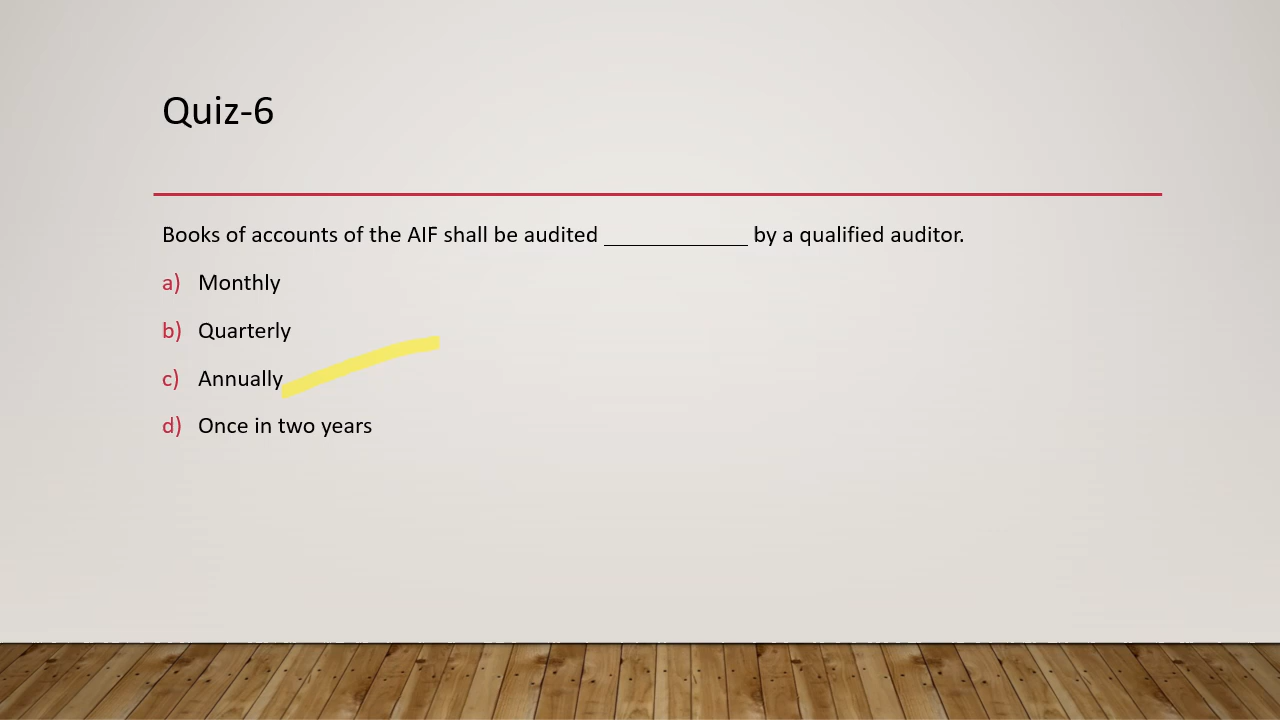 Quiz-6
Books of accounts of the AIF shall be audited ____________ by a qualified auditor.
a) Monthly
b) Quarterly
c) Annually
d) Once in two years